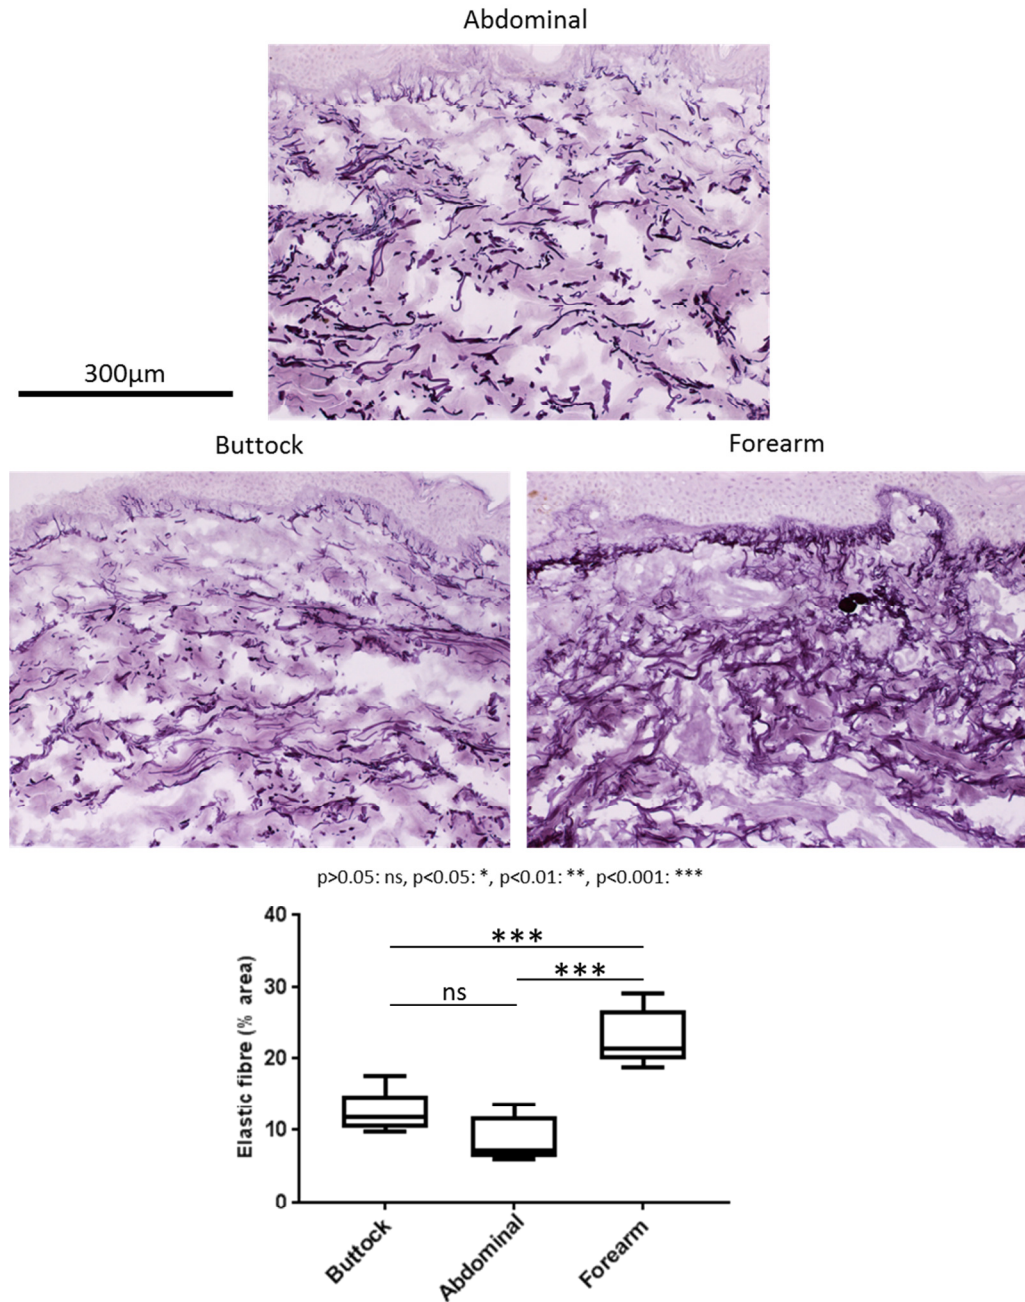 Abdominal
300µm
Buttock
Forearm
p>0.05: ns, p<0.05: *, p<0.01: **, p<0.001: ***
40
30
20
10
0
Elastic fibre (% area)
***
***
ns
Buttock
Abdominal
Forearm